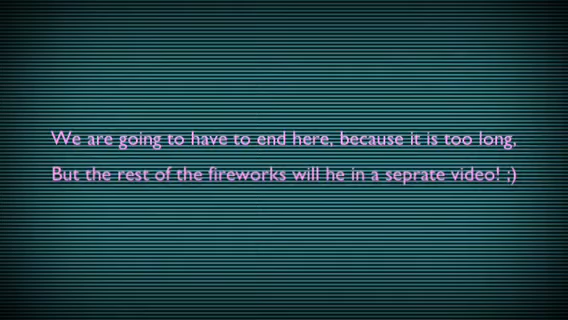 We are going to have to end here, because it is too long,
But the rest of the fireworks will he in a seprate video! ;)